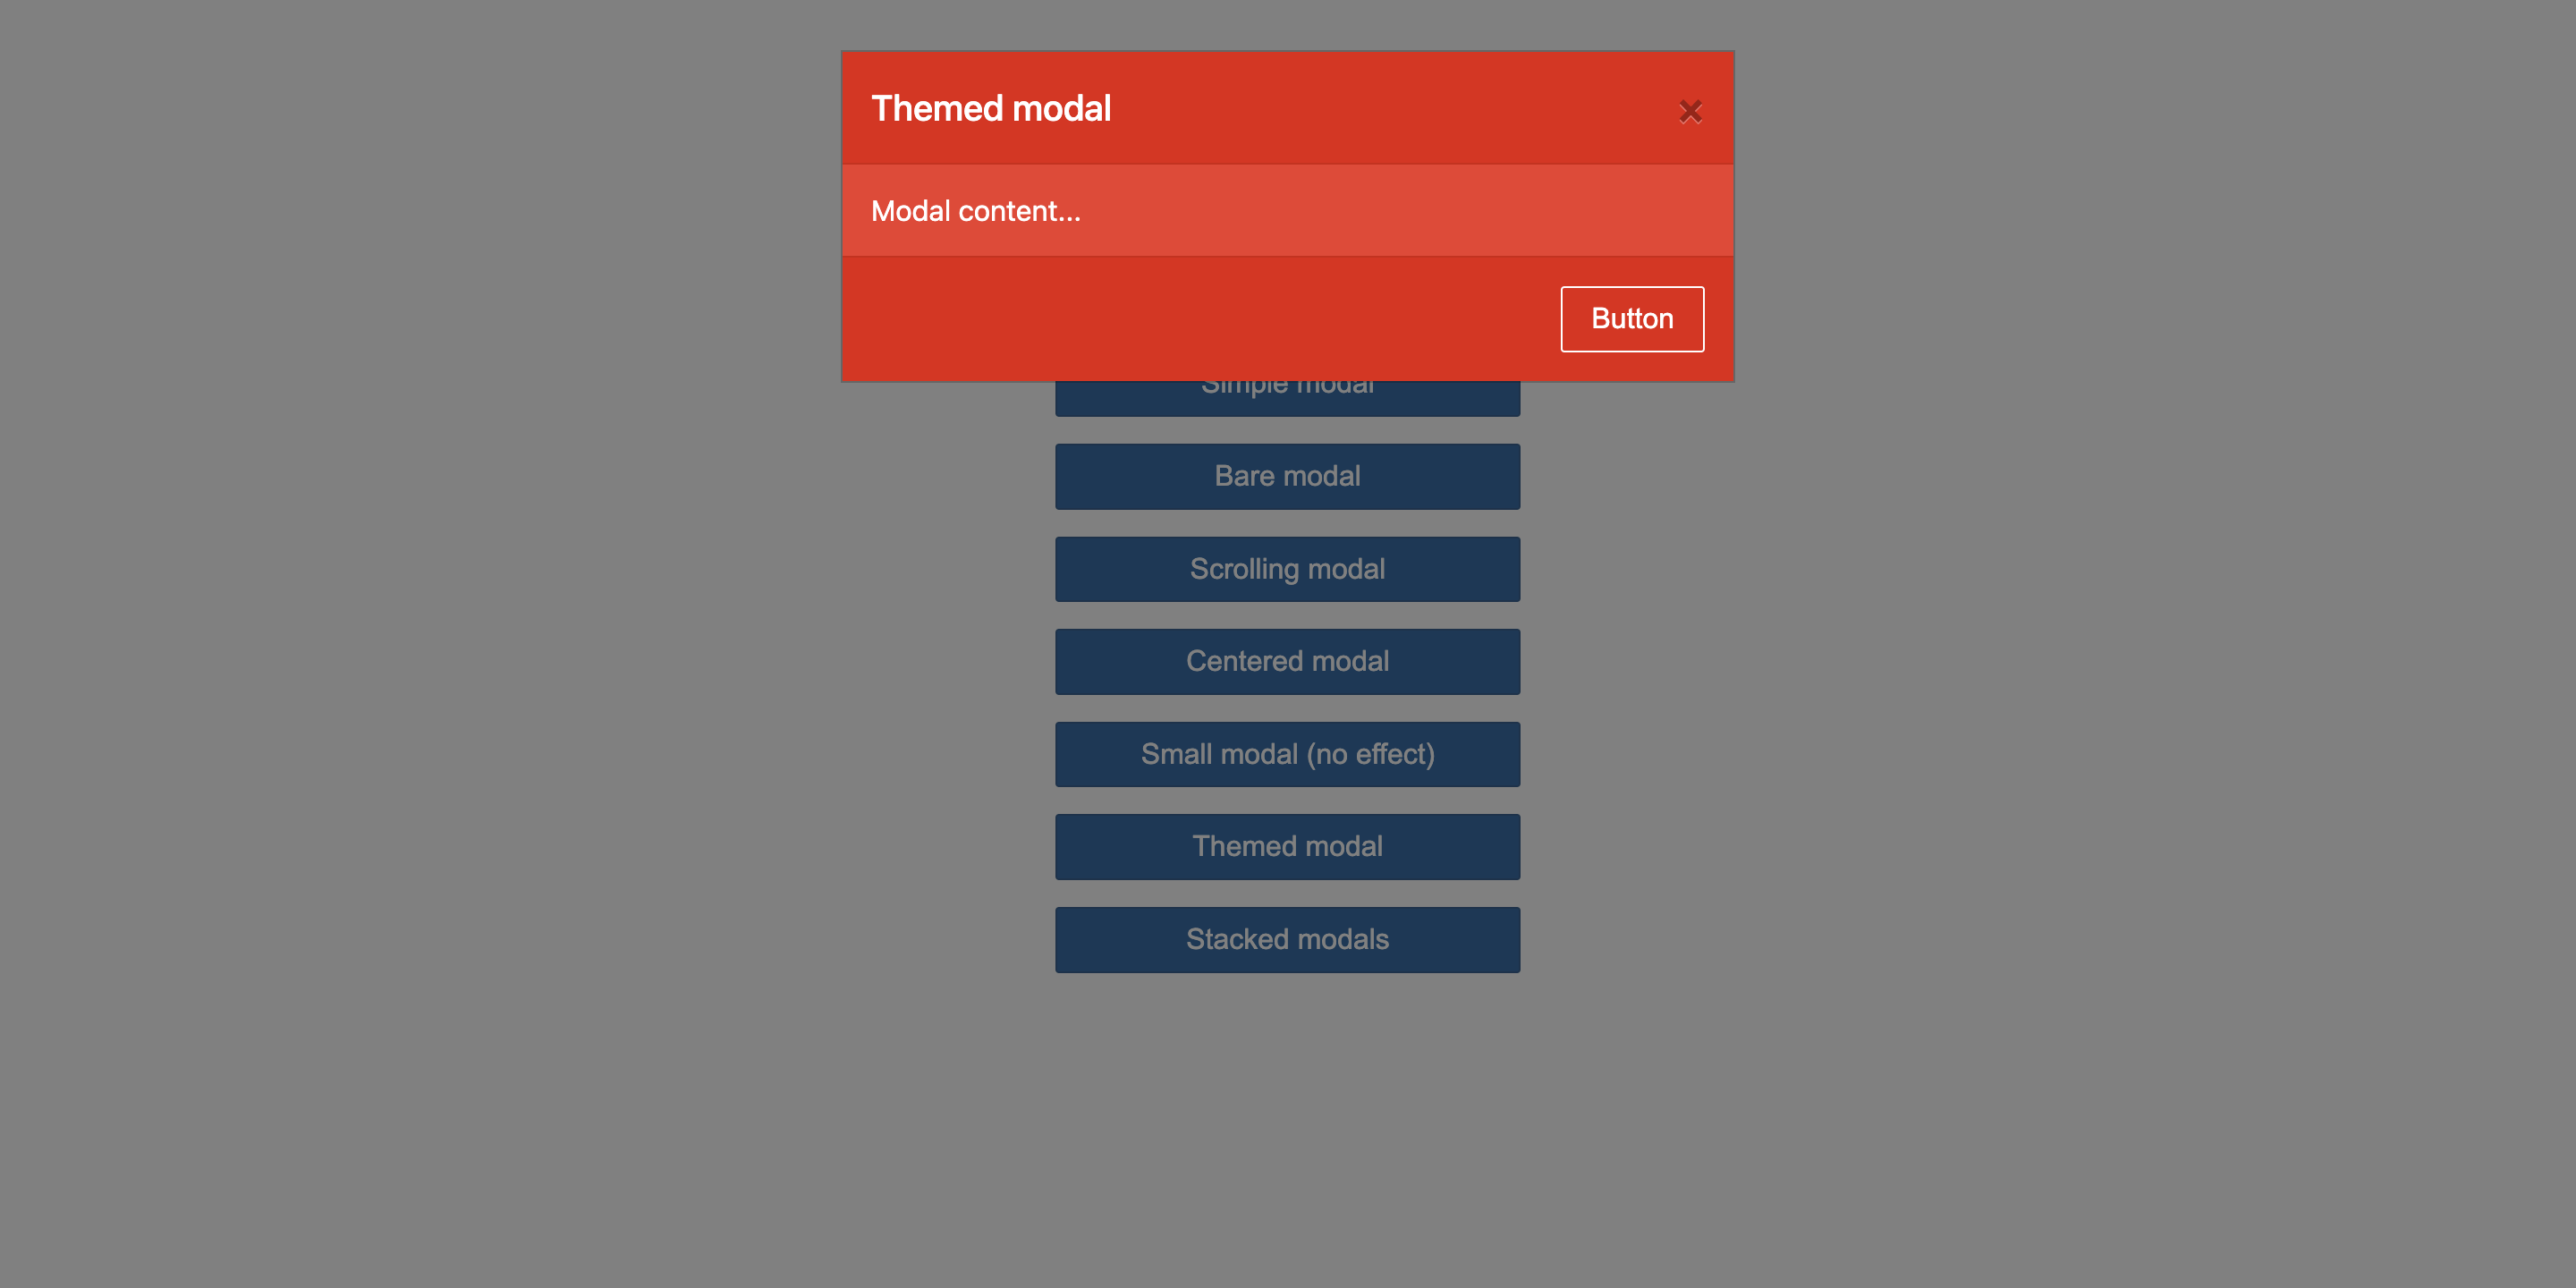 Themed modal
×
Modal content...
Button
Simple modal
Bare modal
Scrolling modal
Centered modal
Small modal (no effect)
Themed modal
Stacked modals